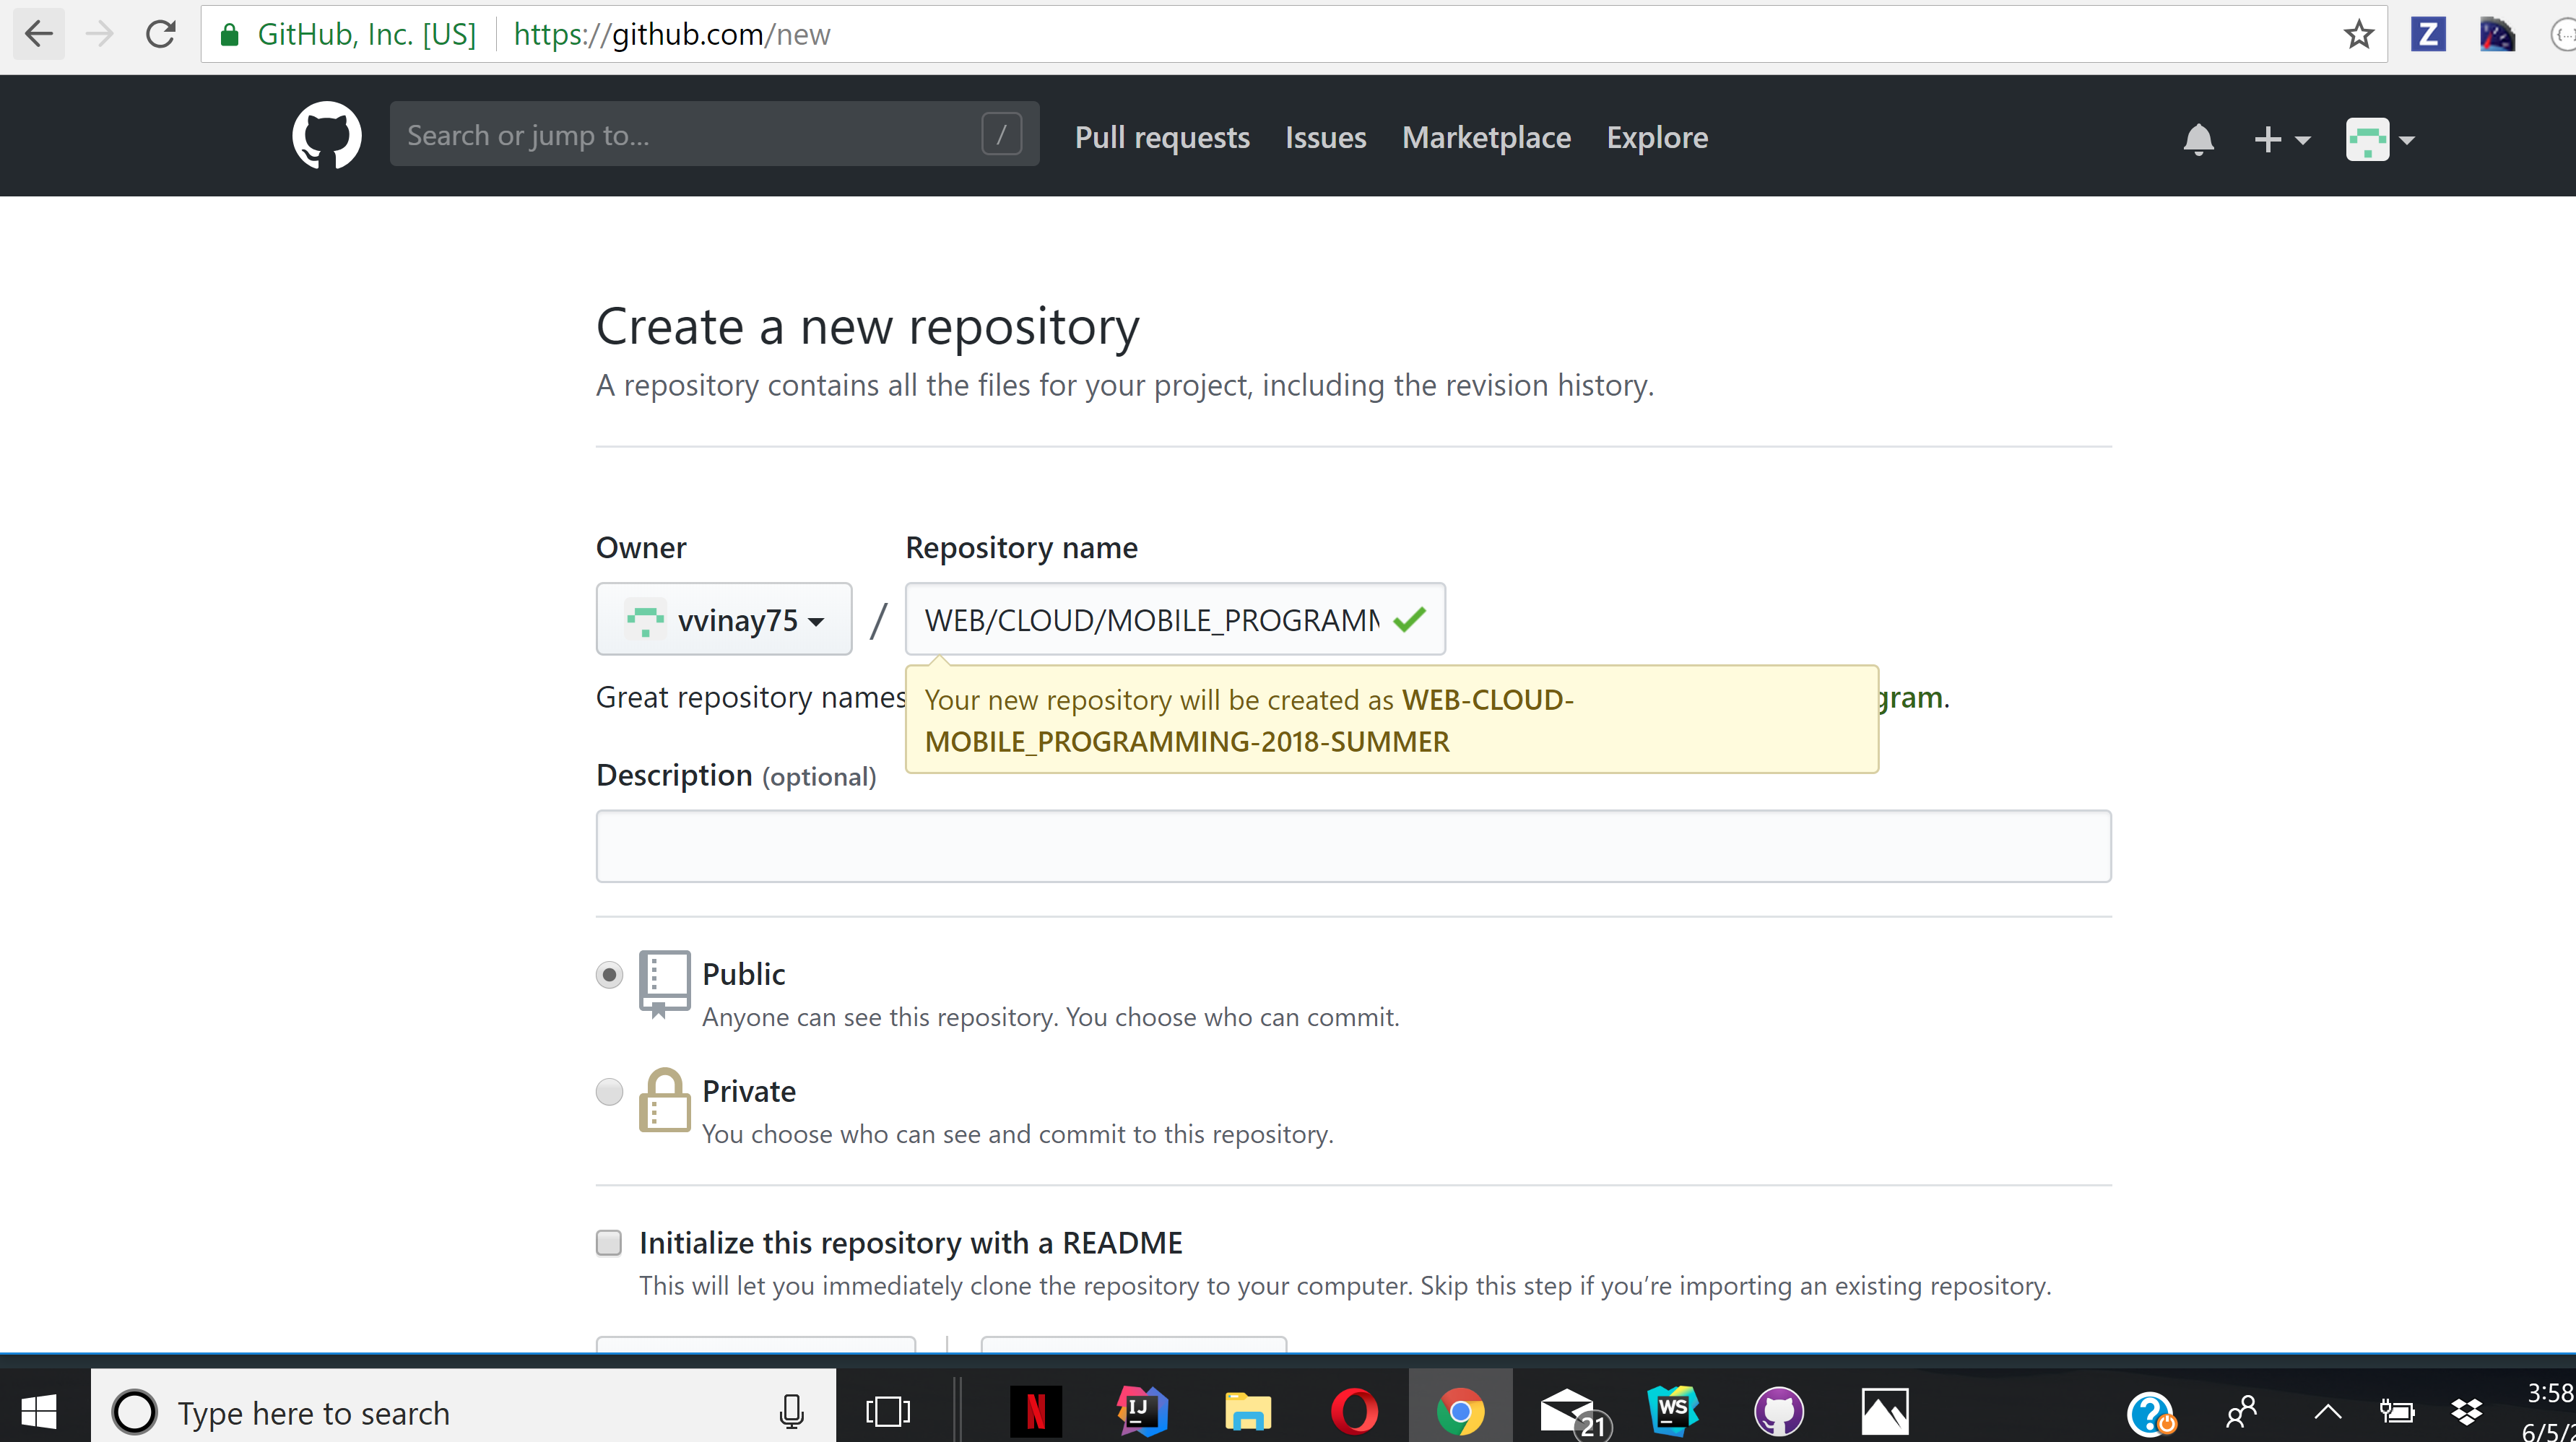 GitHub, Inc. [US] https://github.com/new
Z
{...}
Search or jump to... /
Pull requests Issues Marketplace Explore
Create a new repository
A repository contains all the files for your project, including the revision history.
Owner Repository name
vvinay75 / WEB/CLOUD/MOBILE_PROGRAMM
Great repository names
Your new repository will be created as WEB-CLOUD-
gram.
MOBILE_PROGRAMMING-2018-SUMMER
Description (optional)
Public
Anyone can see this repository. You choose who can commit.
Private
You choose who can see and commit to this repository.
Initialize this repository with a README
This will let you immediately clone the repository to your computer. Skip this step if you’re importing an existing repository.
Type here to search
N
IJ
21
WS
?
3:58
6/5/2